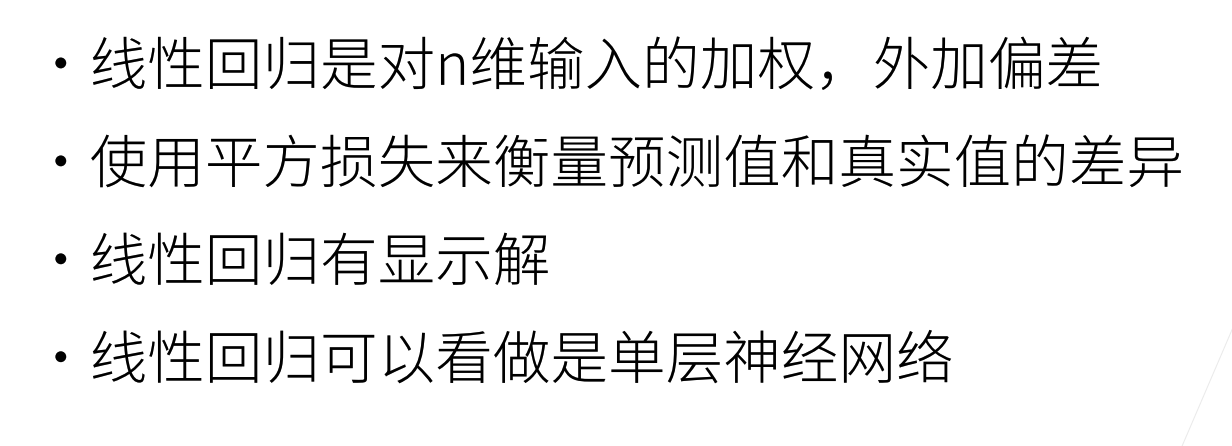 • 线性回归是对n维输入的加权，外加偏差
• 使用平方损失来衡量预测值和真实值的差异
• 线性回归有显示解
• 线性回归可以看做是单层神经网络